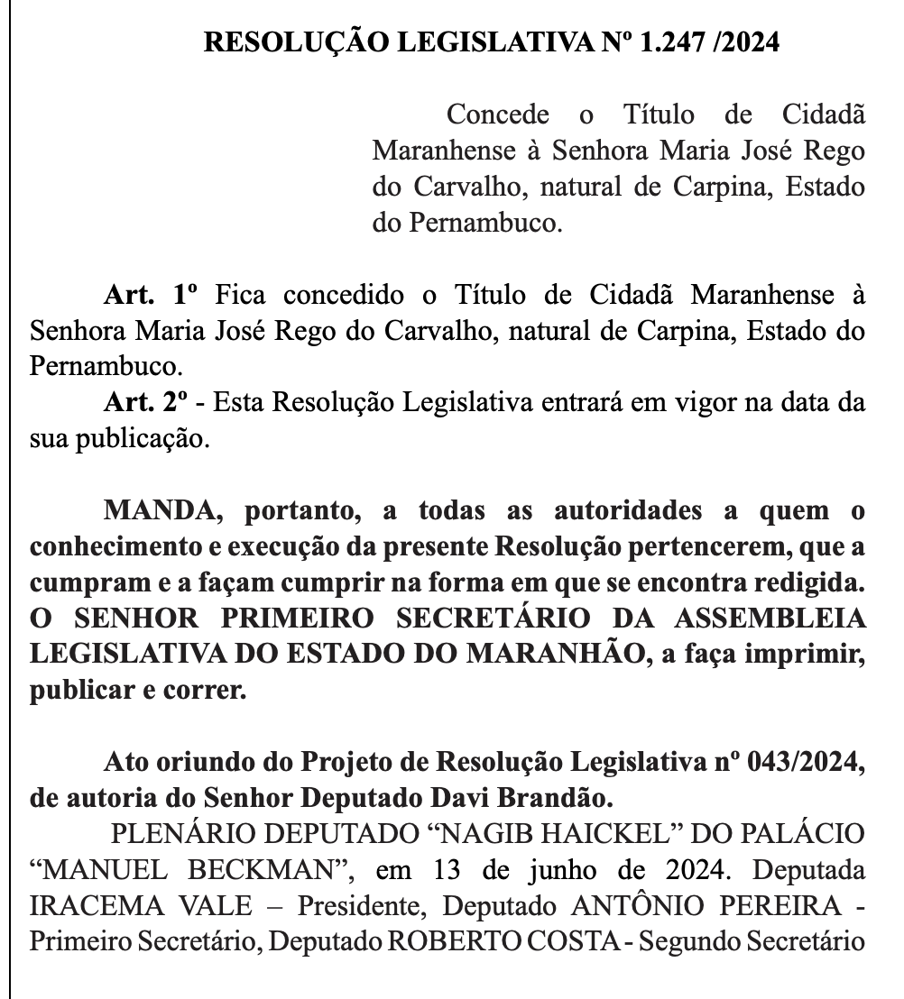 RESOLUÇÃO LEGISLATIVA Nº 1.247 /2024
Concede o Título de Cidadã
Maranhense à Senhora Maria José Rego
do Carvalho, natural de Carpina, Estado
do Pernambuco.
Art. 1º Fica concedido o Título de Cidadã Maranhense à
Senhora Maria José Rego do Carvalho, natural de Carpina, Estado do
Pernambuco.
Art. 2º - Esta Resolução Legislativa entrará em vigor na data da
sua publicação.
MANDA, portanto, a todas as autoridades a quem o
conhecimento e execução da presente Resolução pertencerem, que a
cumpram e a façam cumprir na forma em que se encontra redigida.
O SENHOR PRIMEIRO SECRETÁRIO DA ASSEMBLEIA
LEGISLATIVA DO ESTADO DO MARANHÃO, a faça imprimir,
publicar e correr.
Ato oriundo do Projeto de Resolução Legislativa nº 043/2024,
de autoria do Senhor Deputado Davi Brandão.
PLENÁRIO DEPUTADO “NAGIB HAICKEL” DO PALÁCIO
“MANUEL BECKMAN”, em 13 de junho de 2024. Deputada
IRACEMA VALE – Presidente, Deputado ANTÔNIO PEREIRA -
Primeiro Secretário, Deputado ROBERTO COSTA - Segundo Secretário